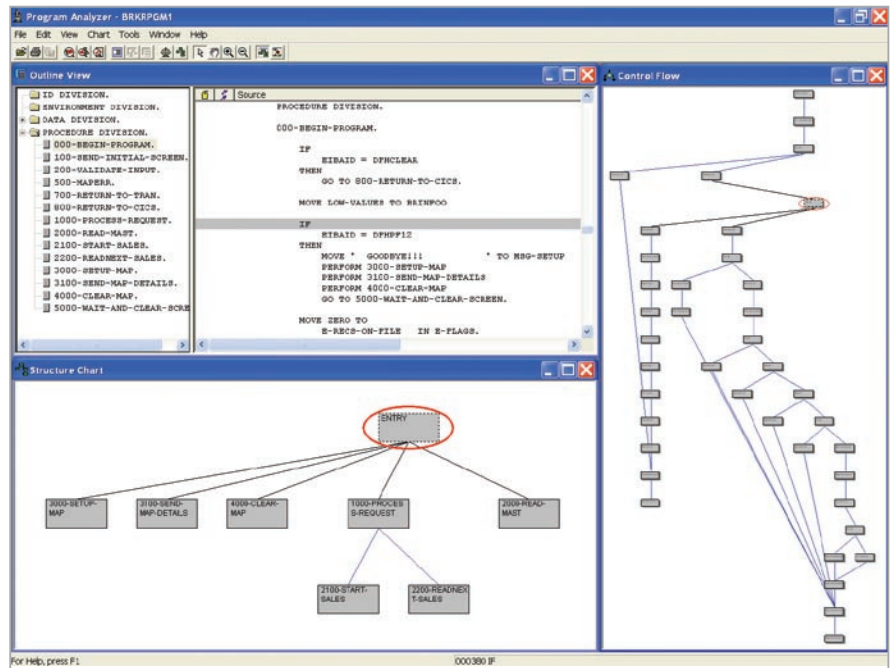 Program Analyzer - BRKRPGM1
File Edit View Chart Tools Window Help
Outline View
ID DIVISION.
ENVIRONMENT DIVISION.
DATA DIVISION.
PROCEDURE DIVISION.
000-BEGIN-PROGRAM.
100-SEND-INITIAL-SCREEN.
200-VALIDATE-INPUT.
500-MAPERR.
700-RETURN-TO-TRAN.
800-RETURN-TO-CICS.
1000-PROCESS-REQUEST.
2000-READ-MAST.
2100-START-SALES.
2200-READNEXT-SALES.
3000-SETUP-MAP.
3100-SEND-MAP-DETAILS.
4000-CLEAR-MAP.
5000-WAIT-AND-CLEAR-SCRE
Source
PROCEDURE DIVISION.
000-BEGIN-PROGRAM.
IF
EIBAID = DFHCLEAR
THEN
GO TO 800-RETURN-TO-CICS.
MOVE LOW-VALUES TO BRINFOO
IF
EIBAID = DFHPF12
THEN
MOVE ' GOODBYE!!! ' TO MSG-SETUP
PERFORM 3000-SETUP-MAP
PERFORM 3100-SEND-MAP-DETAILS
PERFORM 4000-CLEAR-MAP
GO TO 5000-WAIT-AND-CLEAR-SCREEN.
MOVE ZERO TO
E-RECS-ON-FILE IN E-FLAGS.
Control Flow
Structure Chart
ENTRY
3000-SETUP-
MAP
3100-SEND-
MAP-DETAILS
4000-CLEAR-
MAP
1000-PROCES
S-REQUEST
2000-READ-
MAST
2100-START-
SALES
2200-READNEX
T-SALES
For Help, press F1
000380 IF